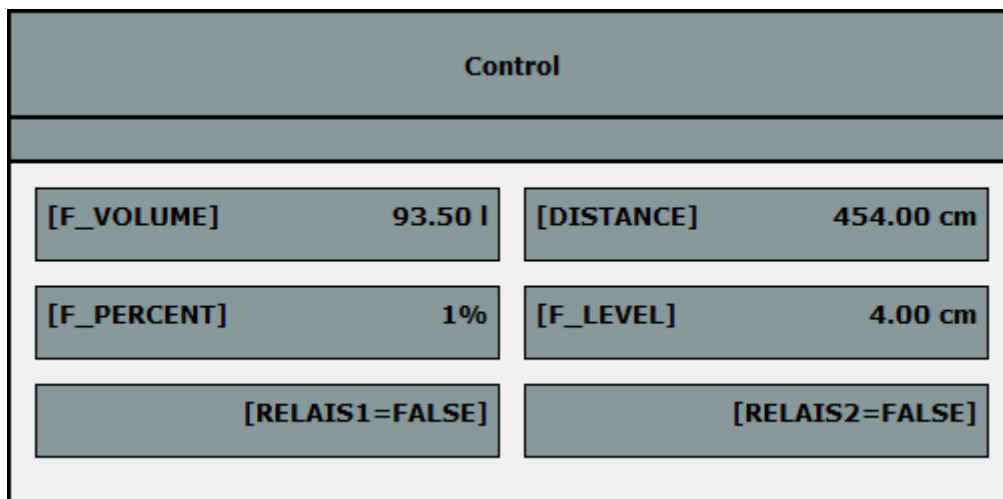 Control
[F_VOLUME] 93.50 l
[DISTANCE] 454.00 cm
[F_PERCENT] 1%
[F_LEVEL] 4.00 cm
[RELAIS1=FALSE]
[RELAIS2=FALSE]